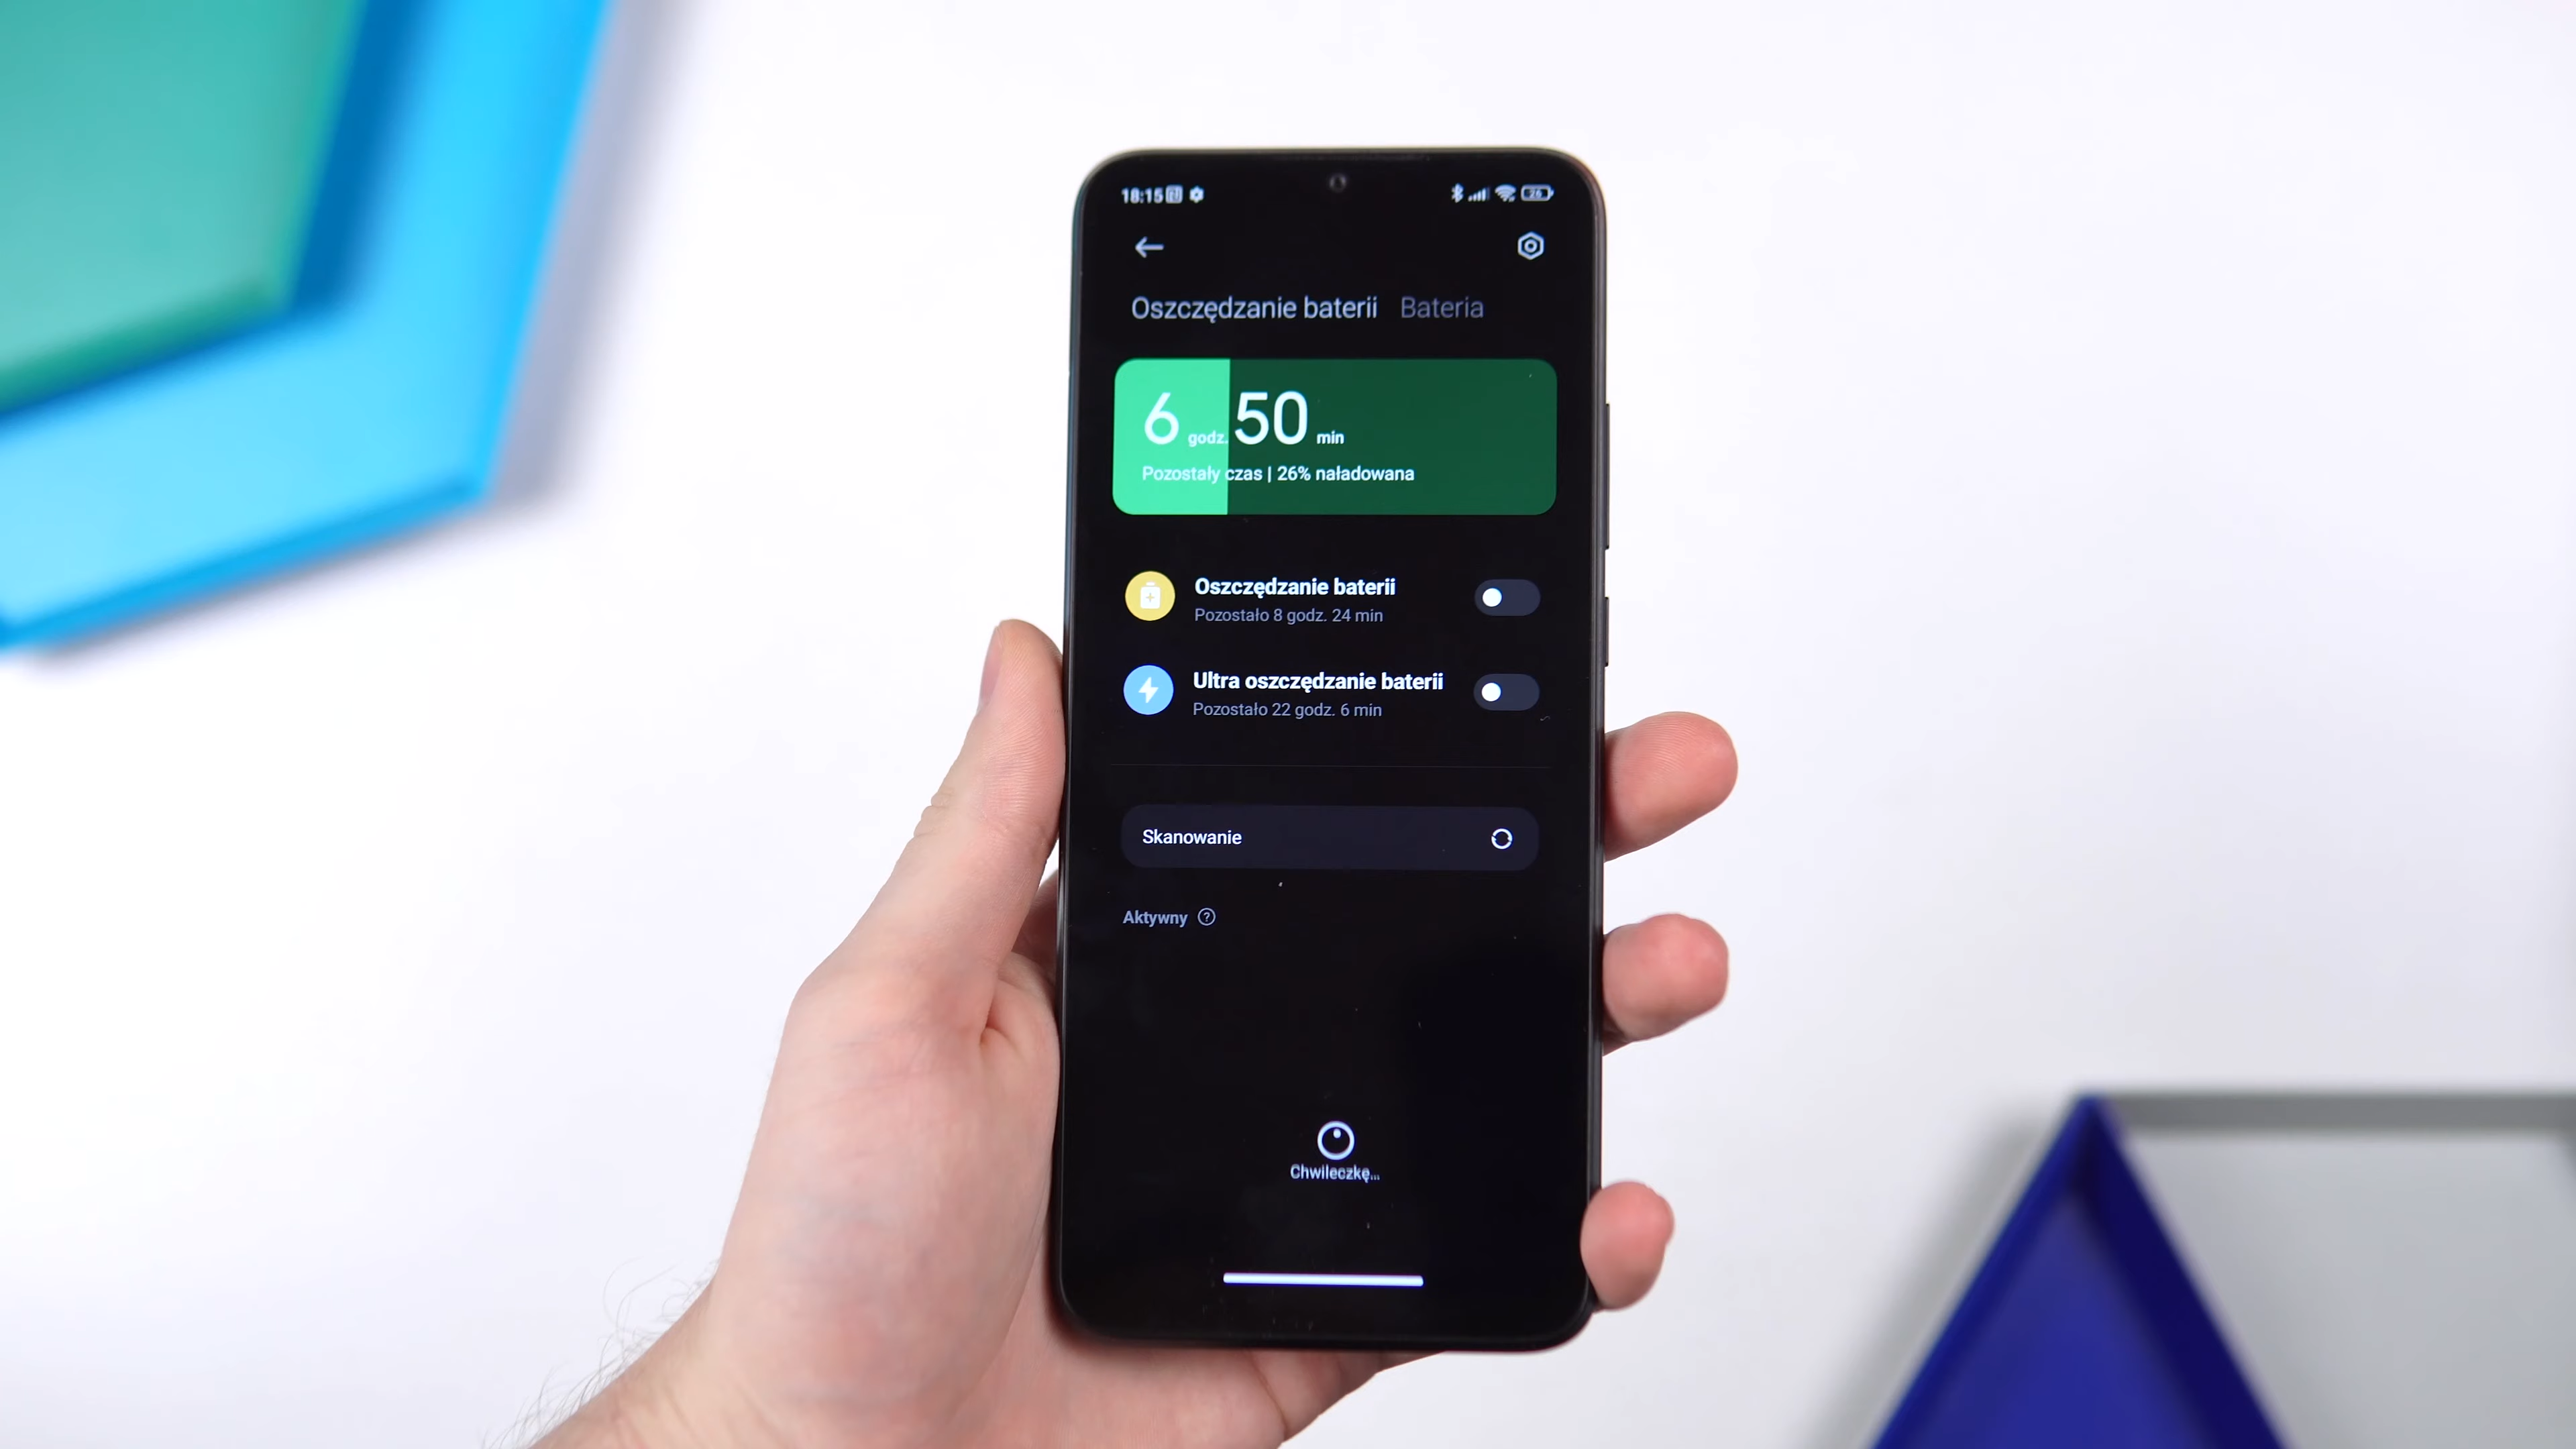 18:15
26
Oszczędzanie baterii Bateria
6 godz. 50 min
Pozostały czas | 26% naładowana
Oszczędzanie baterii
Pozostało 8 godz. 24 min
Ultra oszczędzanie baterii
Pozostało 22 godz. 6 min
Skanowanie
Aktywny ?
Chwileczkę...